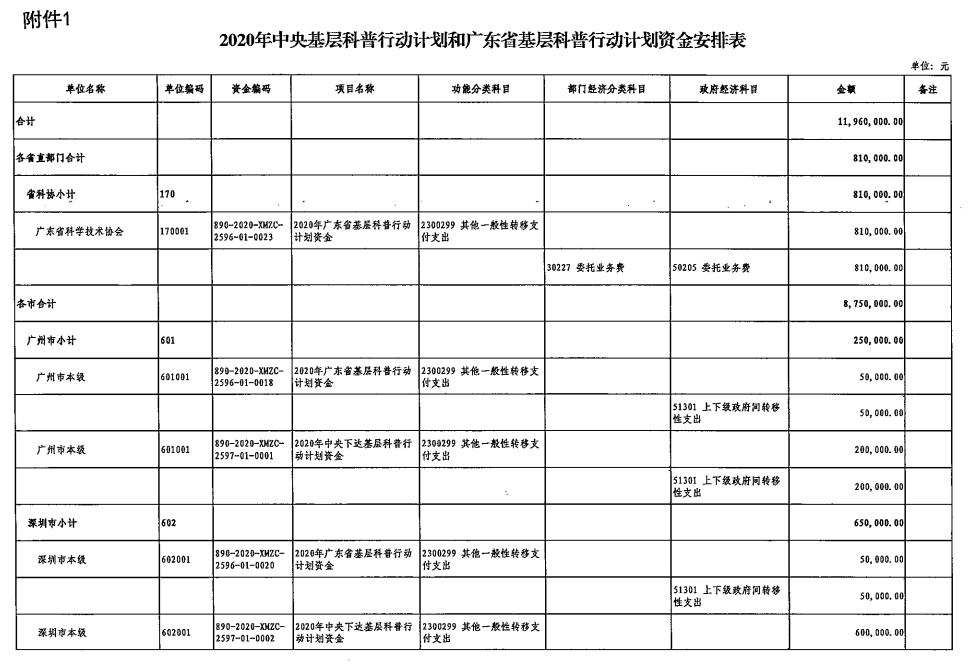 附件1
2020年中央基层科普行动计划和广东省基层科普行动计划资金安排表
单位：元
单位名称 单位编码 资金编码 项目名称 功能分类科目 部门经济分类科目 政府经济科目 金额 备注
合计 11,960,000.00
各省直部门合计 810,000.00
省科协小计 170 810,000.00
广东省科学技术协会 170001 890-2020-XMZC-2596-01-0023 2020年广东省基层科普行动计划资金 2300299 其他一般性转移支付支出 810,000.00
30227 委托业务费 50205 委托业务费 810,000.00
各市合计 8,750,000.00
广州市小计 601 250,000.00
广州市本级 601001 890-2020-XMZC-2596-01-0018 2020年广东省基层科普行动计划资金 2300299 其他一般性转移支付支出 50,000.00
51301 上下级政府间转移性支出 50,000.00
广州市本级 601001 890-2020-XMZC-2597-01-0001 2020年中央下达基层科普行动计划资金 2300299 其他一般性转移支付支出 200,000.00
51301 上下级政府间转移性支出 200,000.00
深圳市小计 602 650,000.00
深圳市本级 602001 890-2020-XMZC-2596-01-0020 2020年广东省基层科普行动计划资金 2300299 其他一般性转移支付支出 50,000.00
51301 上下级政府间转移性支出 50,000.00
深圳市本级 602001 890-2020-XMZC-2597-01-0002 2020年中央下达基层科普行动计划资金 2300299 其他一般性转移支付支出 600,000.00